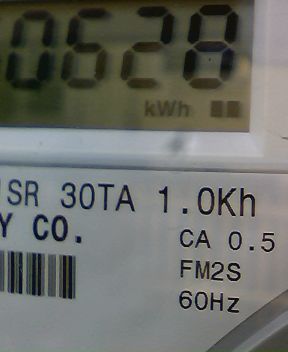 0628
kWh
SR 30TA 1.0Kh
Y CO.
CA 0.5
FM2S
60Hz